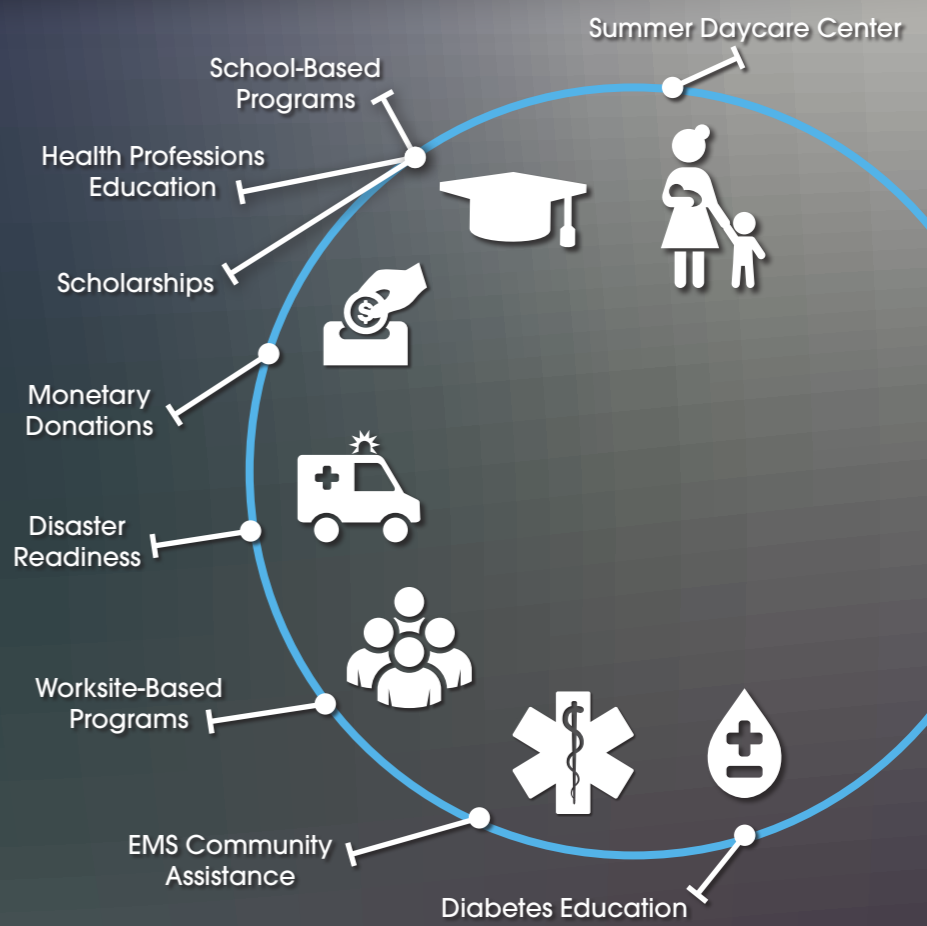 Summer Daycare Center
School-Based
Programs
Health Professions
Education
Scholarships
$
Monetary
Donations
Disaster
Readiness
Worksite-Based
Programs
EMS Community
Assistance
Diabetes Education